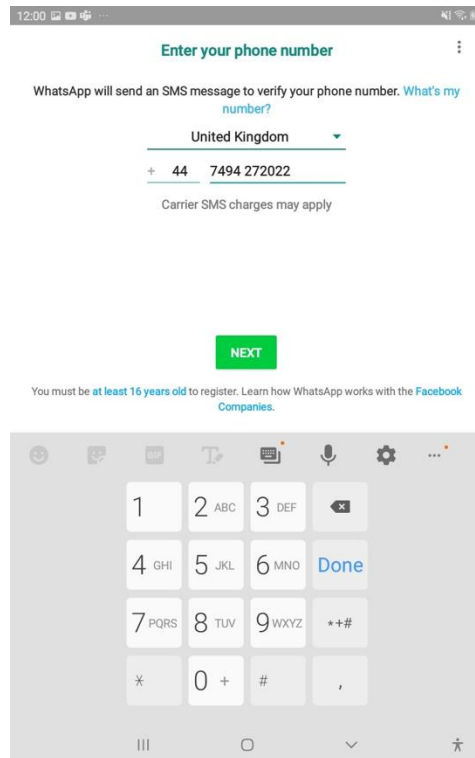 12:00
Enter your phone number
WhatsApp will send an SMS message to verify your phone number. What's my
number?
United Kingdom
+ 44 7494 272022
Carrier SMS charges may apply
NEXT
You must be at least 16 years old to register. Learn how WhatsApp works with the Facebook
Companies.
GIF
1 2 ABC 3 DEF
4 GHI 5 JKL 6 MNO Done
7 PQRS 8 TUV 9 WXYZ *+#
* 0 + # ,